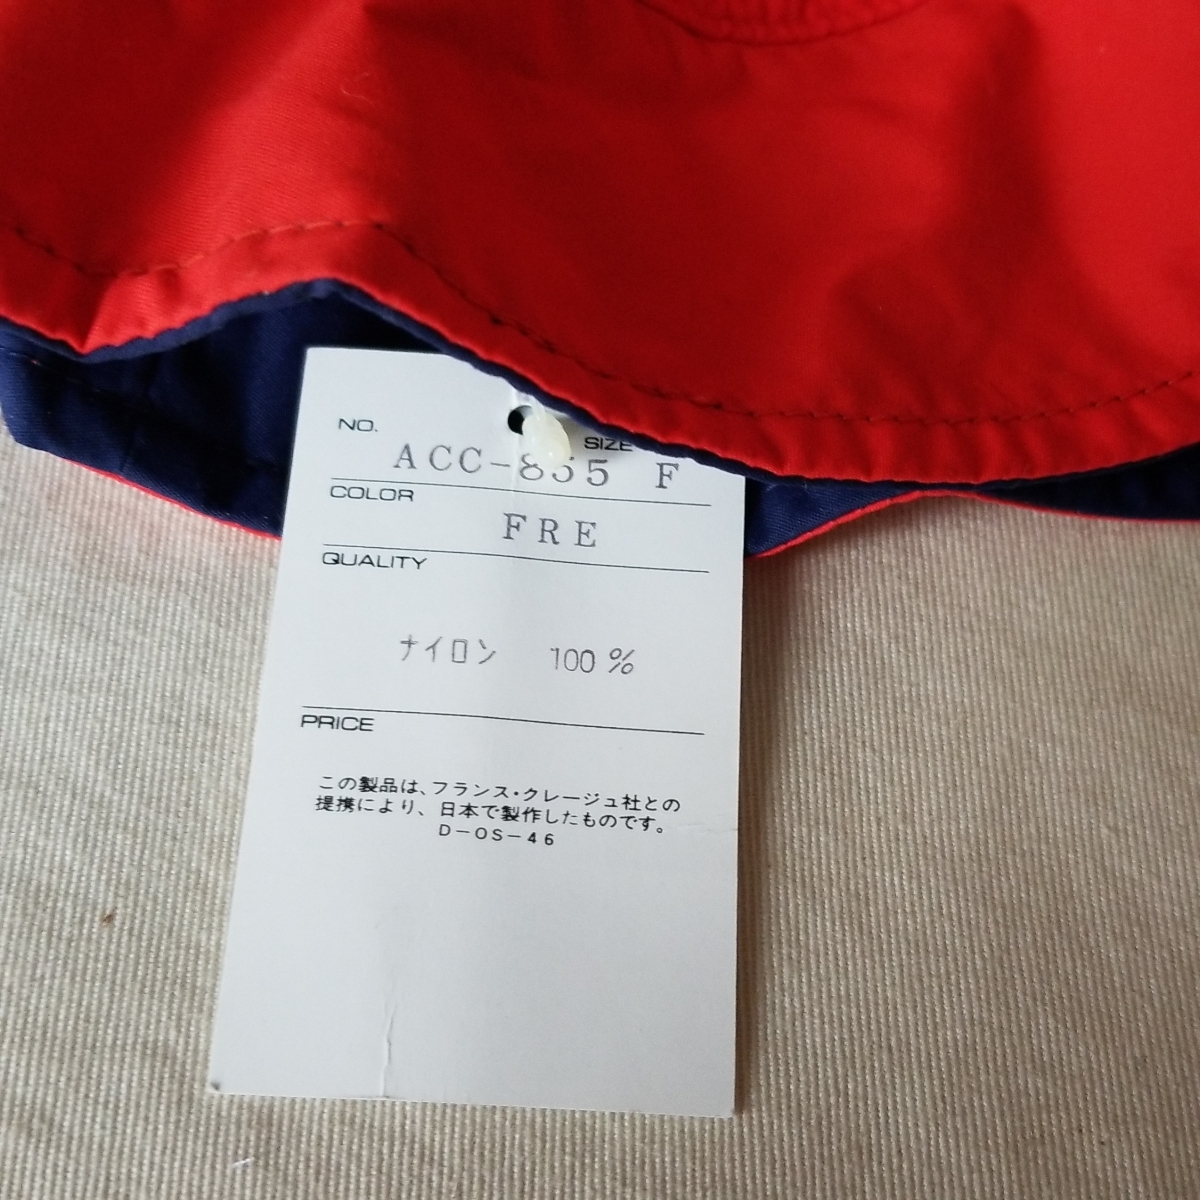 NO.
SIZE
ACC-855 F
COLOR
FRE
QUALITY
ナイロン 100%
PRICE
この製品は、フランス・クレージュ社との
提携により、日本で製作したものです。
D-OS-46